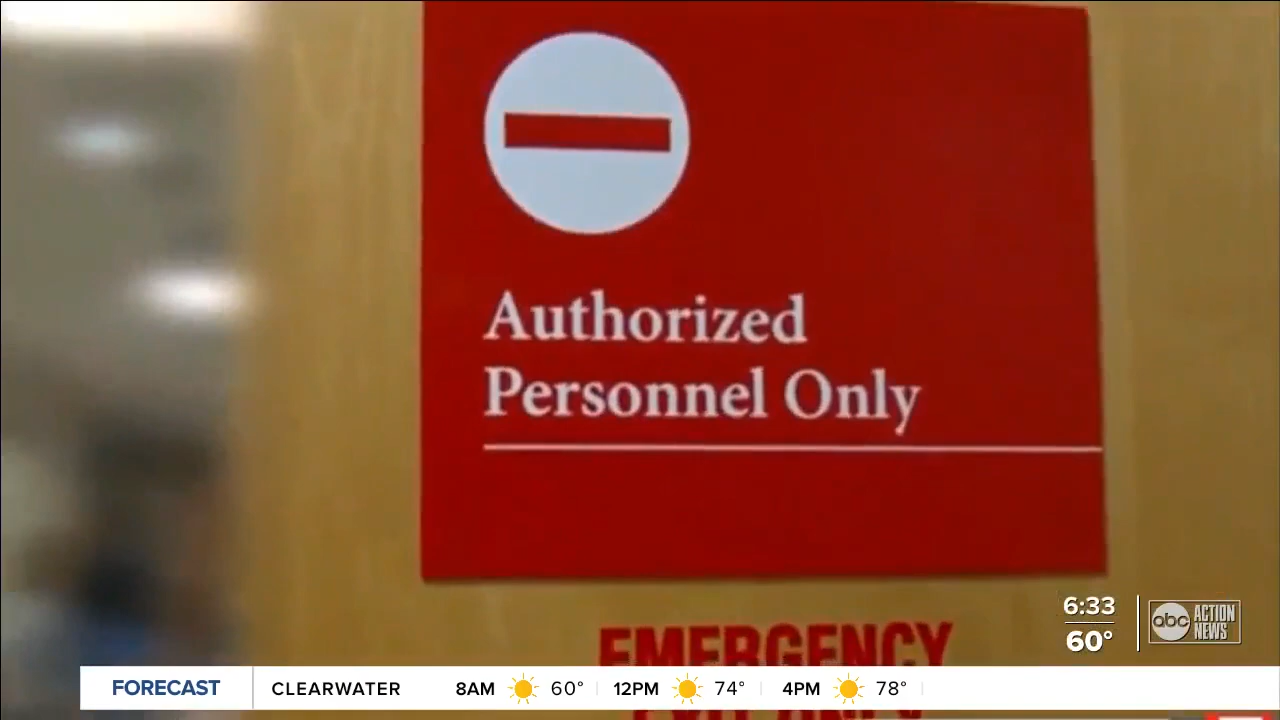 Authorized
Personnel Only
EMERGENCY
6:33
60°
abc
ACTION
NEWS
FORECAST
CLEARWATER
8AM 60° 12PM 74° 4PM 78°